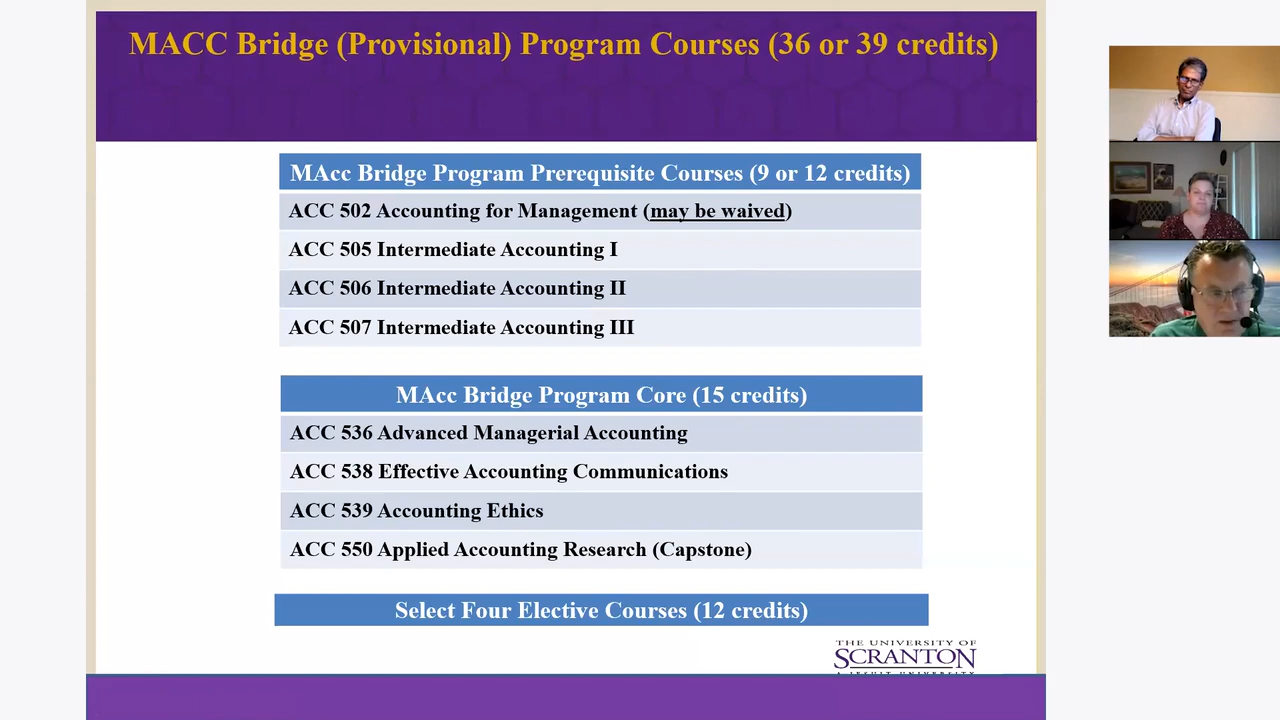 MACC Bridge (Provisional) Program Courses (36 or 39 credits)
MAcc Bridge Program Prerequisite Courses (9 or 12 credits)
ACC 502 Accounting for Management (may be waived)
ACC 505 Intermediate Accounting I
ACC 506 Intermediate Accounting II
ACC 507 Intermediate Accounting III
MAcc Bridge Program Core (15 credits)
ACC 536 Advanced Managerial Accounting
ACC 538 Effective Accounting Communications
ACC 539 Accounting Ethics
ACC 550 Applied Accounting Research (Capstone)
Select Four Elective Courses (12 credits)
THE UNIVERSITY OF
SCRANTON
A JESUIT UNIVERSITY